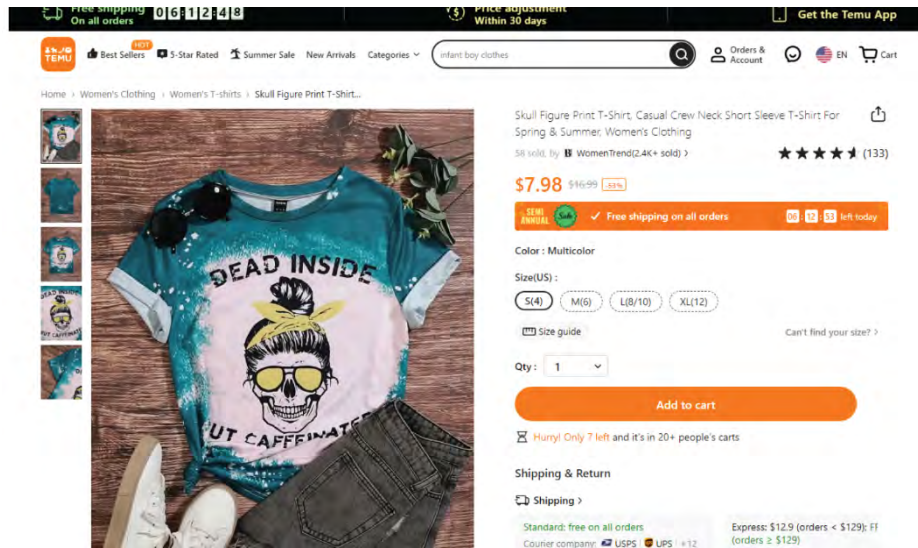 Free shipping
On all orders
06:12:48
Price adjustment
Within 30 days
Get the Temu App
TEMU
Best Sellers
HOT
5-Star Rated
Summer Sale
New Arrivals
Categories
infant boy clothes
Orders &
Account
EN
Cart
Home > Women's Clothing > Women's T-shirts > Skull Figure Print T-Shirt...
Skull Figure Print T-Shirt, Casual Crew Neck Short Sleeve T-Shirt For
Spring & Summer, Women's Clothing
58 sold, by WomenTrend(2.4K+ sold) >
(133)
$7.98 $16.99 -53%
SEMI
ANNUAL
Sale
Free shipping on all orders
06:12:53 left today
Color : Multicolor
Size(US) :
S(4) M(6) L(8/10) XL(12)
Size guide
Can't find your size? >
Qty : 1
Add to cart
Hurry! Only 7 left and it's in 20+ people's carts
Shipping & Return
Shipping >
Standard: free on all orders
Courier company: USPS UPS +12
Express: $12.9 (orders < $129): FF
(orders ≥ $129)
DEAD INSIDE
UT CAFFEINATE